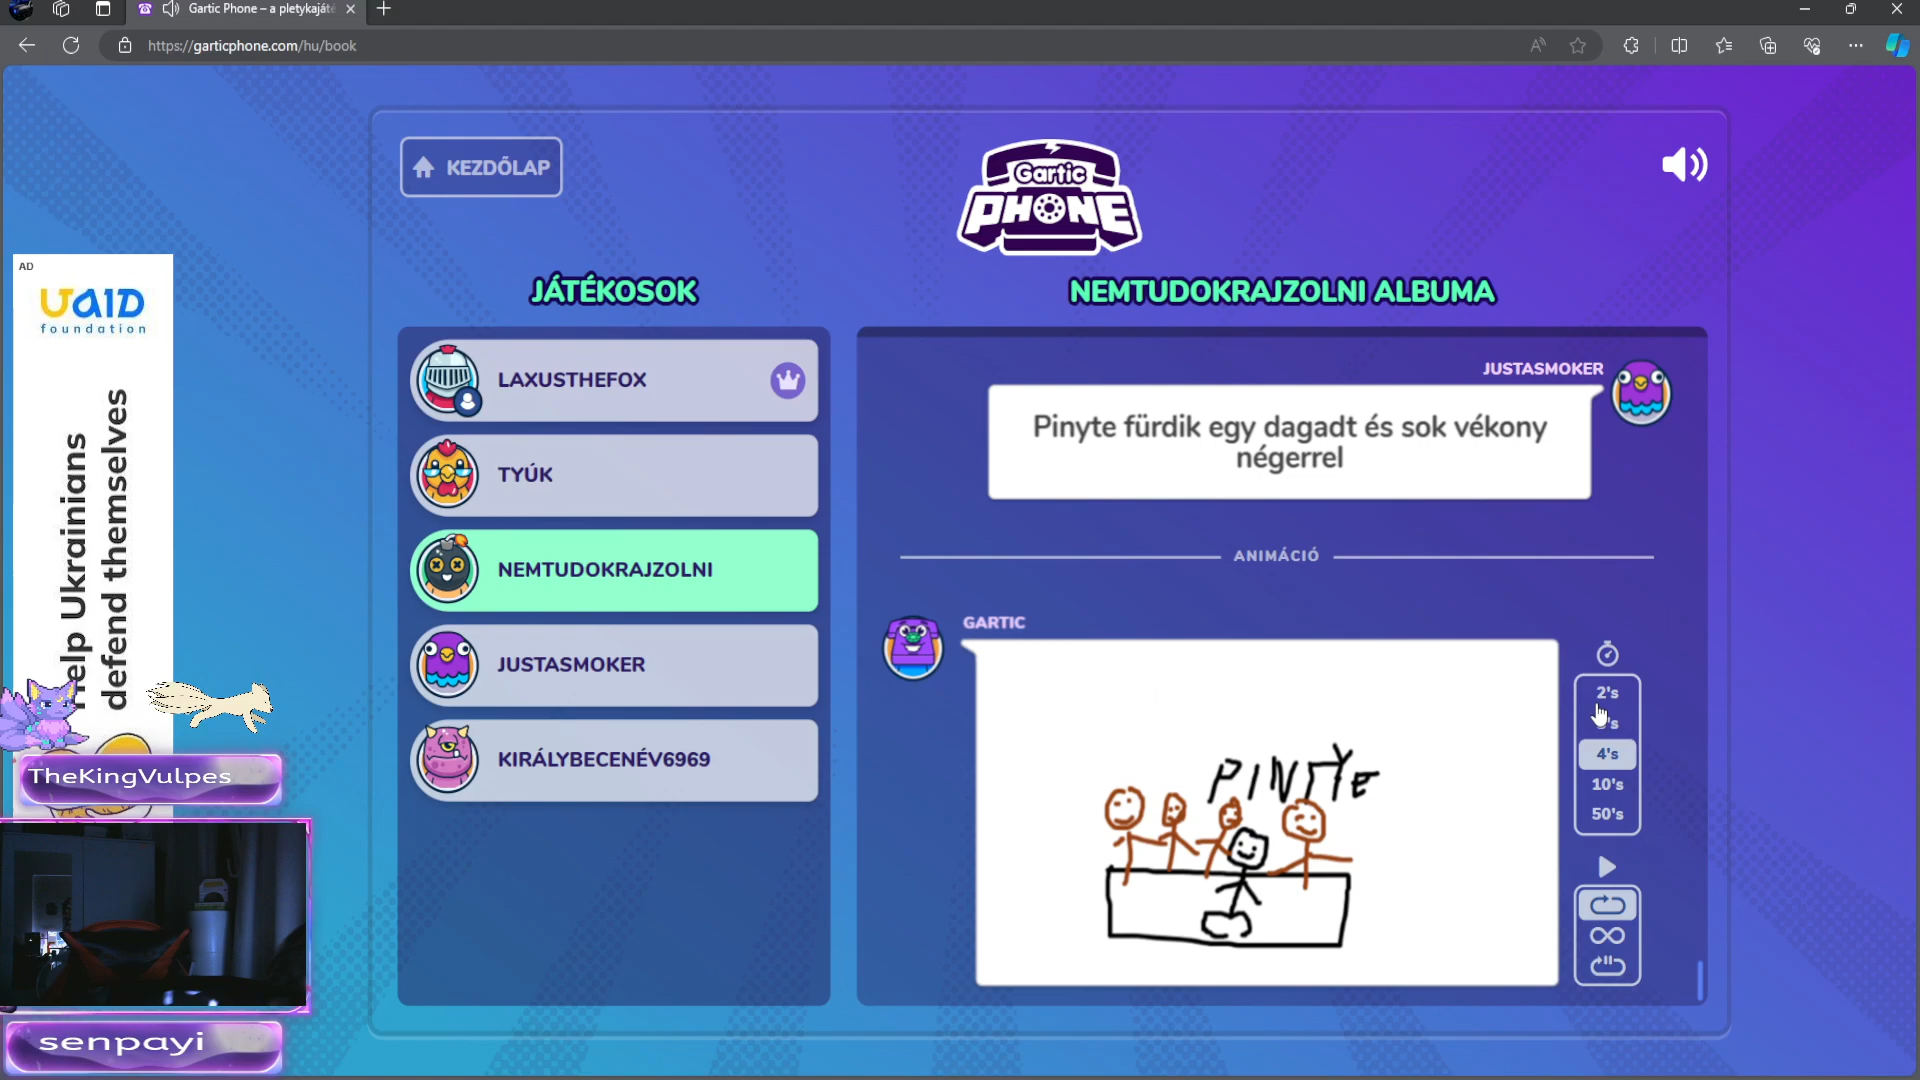 Gartic Phone – a pletykajáté
https://garticphone.com/hu/book
KEZDŐLAP
Gartic
PHONE
AD
UAID
foundation
Help Ukrainians
defend themselves
JÁTÉKOSOK
LAXUSTHEFOX
TYÚK
NEMTUDOKRAJZOLNI
JUSTASMOKER
KIRÁLYBECENÉV6969
NEMTUDOKRAJZOLNI ALBUMA
JUSTASMOKER
Pinyte fürdik egy dagadt és sok vékony
négerrel
ANIMÁCIÓ
GARTIC
PINTYE
2's
4's
10's
50's
TheKingVulpes
senpayi